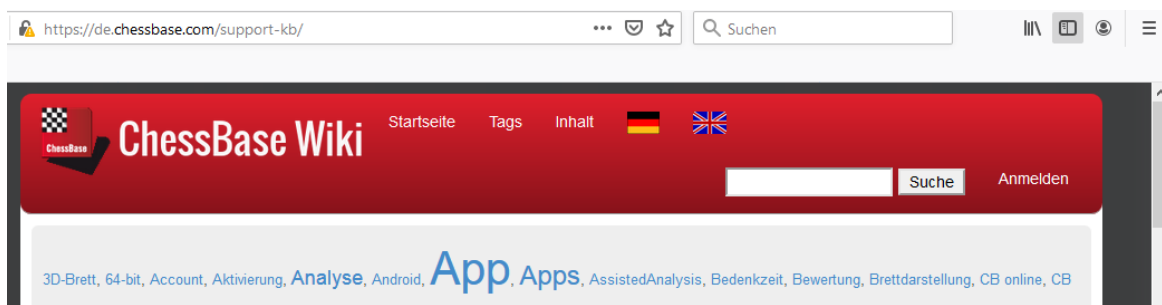 https://de.chessbase.com/support-kb/
Suchen
ChessBase
ChessBase Wiki
Startseite Tags Inhalt
Suche Anmelden
3D-Brett, 64-bit, Account, Aktivierung, Analyse, Android, App, Apps, AssistedAnalysis, Bedenkzeit, Bewertung, Brettdarstellung, CB online, CB